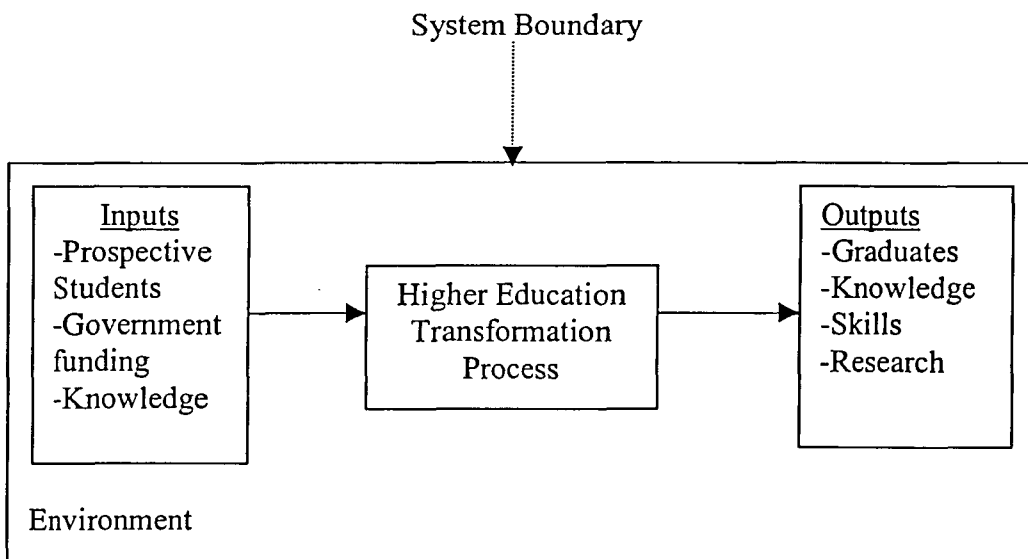 System Boundary
Inputs
-Prospective
Students
-Government
funding
-Knowledge
Higher Education
Transformation
Process
Outputs
-Graduates
-Knowledge
-Skills
-Research
Environment